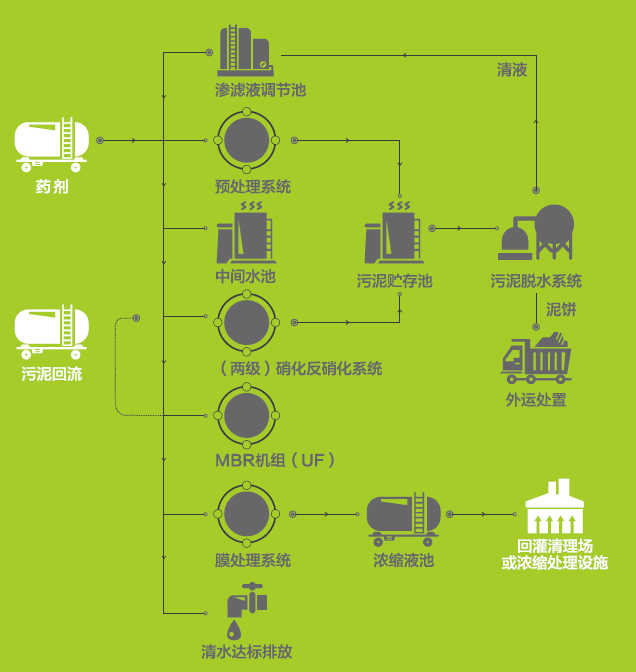 清液
渗滤液调节池
药剂
预处理系统
中间水池
污泥贮存池
污泥脱水系统
泥饼
污泥回流
（两级）硝化反硝化系统
外运处置
MBR机组（UF）
膜处理系统
浓缩液池
回灌清理场
或浓缩处理设施
清水达标排放